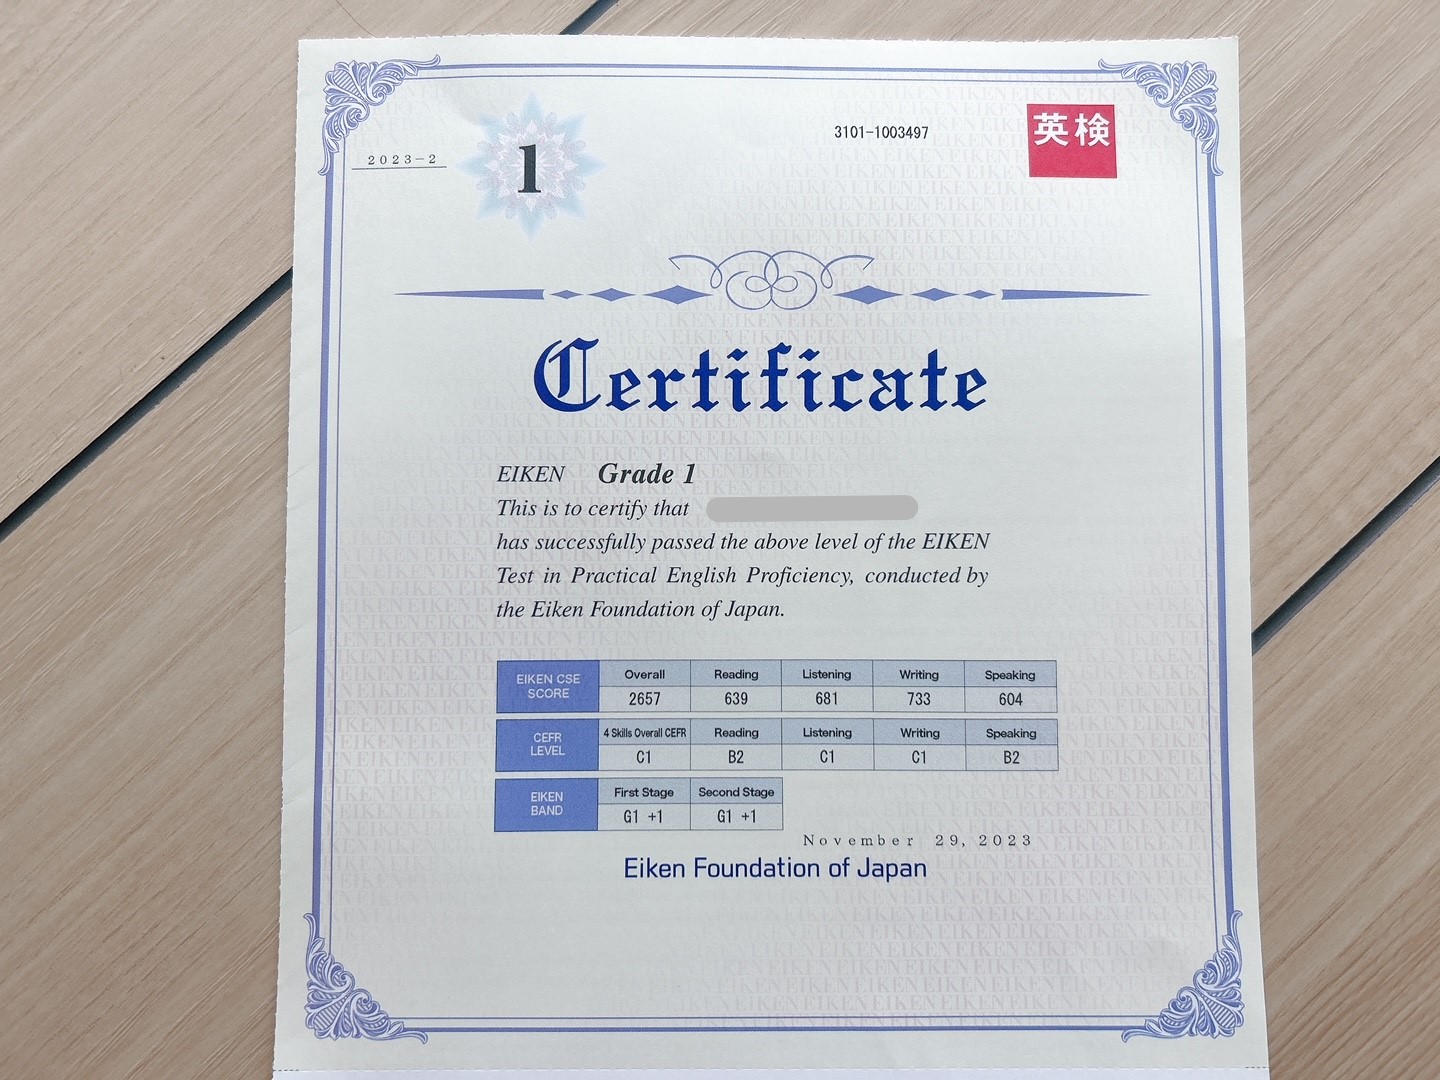 2023-2
1
3101-1003497
英検
Certificate
EIKEN Grade 1
This is to certify that
has successfully passed the above level of the EIKEN
Test in Practical English Proficiency, conducted by
the Eiken Foundation of Japan.
EIKEN CSE SCORE Overall Reading Listening Writing Speaking
2657 639 681 733 604
CEFR LEVEL 4 Skills Overall CEFR Reading Listening Writing Speaking
C1 B2 C1 C1 B2
EIKEN BAND First Stage Second Stage
G1 +1 G1 +1
November 29, 2023
Eiken Foundation of Japan